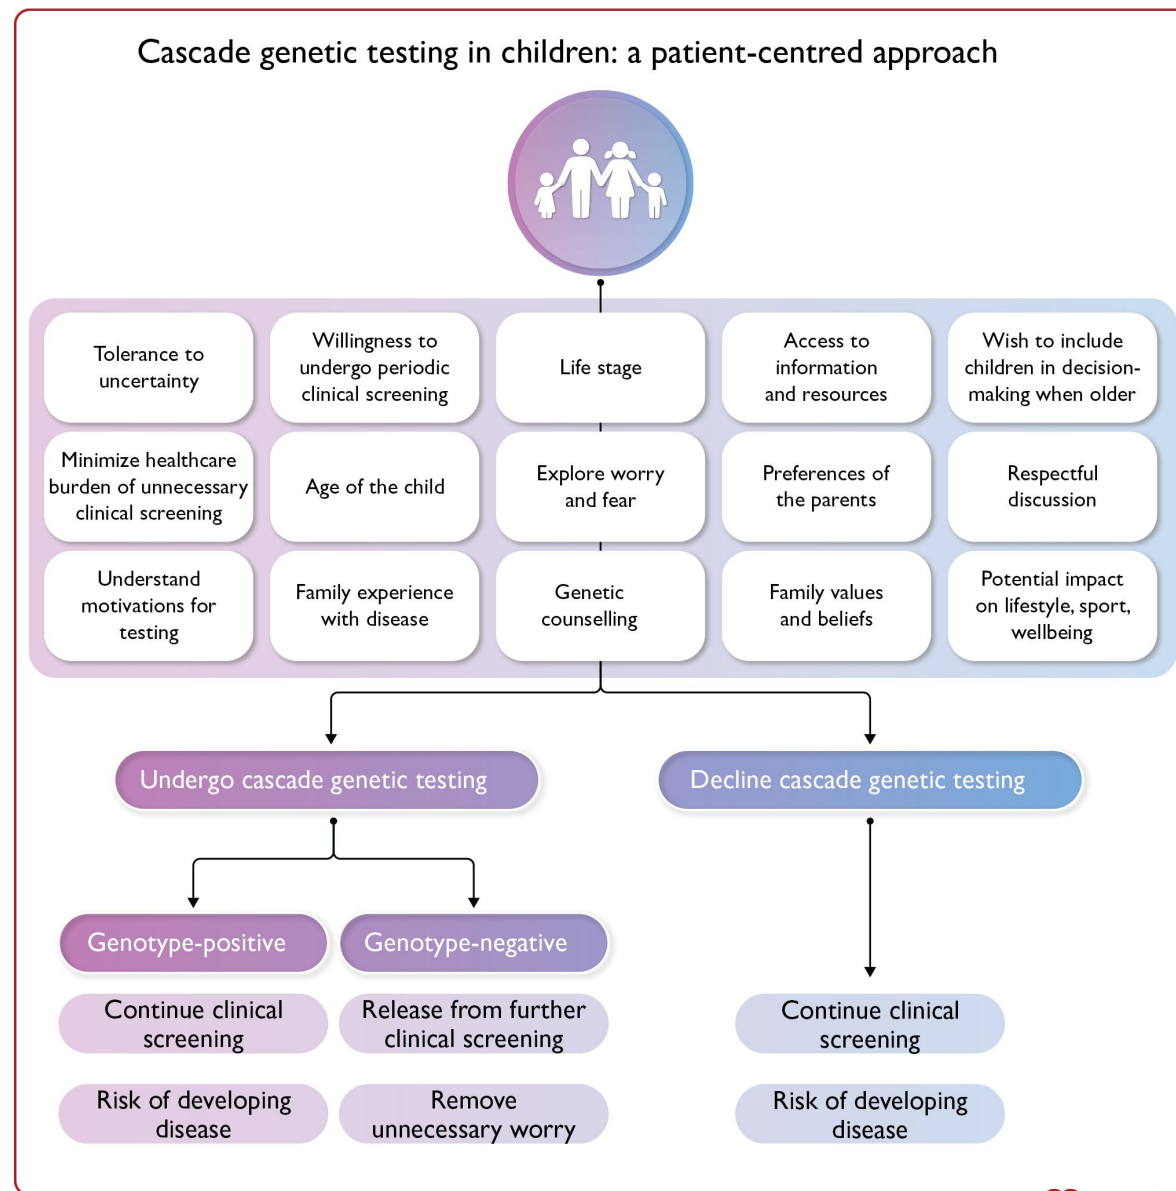 Cascade genetic testing in children: a patient-centred approach
Tolerance to
uncertainty
Willingness to
undergo periodic
clinical screening
Life stage
Access to
information
and resources
Wish to include
children in decision-
making when older
Minimize healthcare
burden of unnecessary
clinical screening
Age of the child
Explore worry
and fear
Preferences of
the parents
Respectful
discussion
Understand
motivations for
testing
Family experience
with disease
Genetic
counselling
Family values
and beliefs
Potential impact
on lifestyle, sport,
wellbeing
Undergo cascade genetic testing
Decline cascade genetic testing
Genotype-positive
Genotype-negative
Continue clinical
screening
Release from further
clinical screening
Continue clinical
screening
Risk of developing
disease
Remove
unnecessary worry
Risk of developing
disease